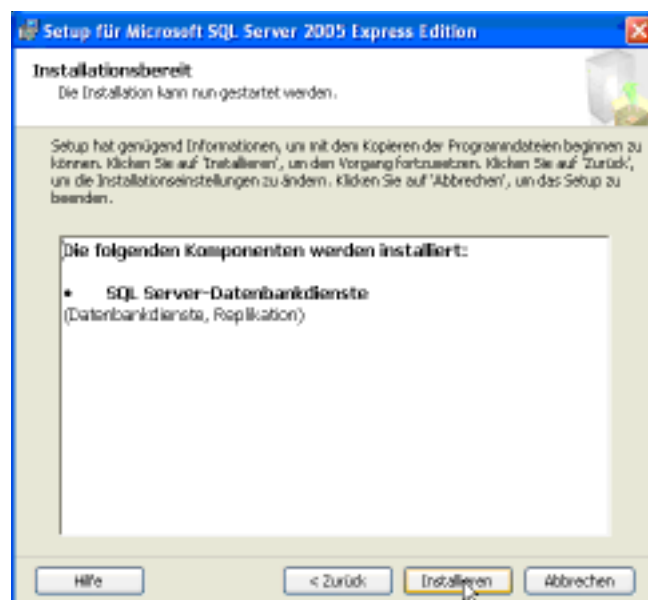 Setup für Microsoft SQL Server 2005 Express Edition
Installationsbereit
Die Installation kann nun gestartet werden.
Setup hat genügend Informationen, um mit dem Kopieren der Programmdateien beginnen zu
können. Klicken Sie auf 'Installieren', um den Vorgang fortzusetzen. Klicken Sie auf 'Zurück',
um die Installationseinstellungen zu ändern. Klicken Sie auf 'Abbrechen', um das Setup zu
beenden.
Die folgenden Komponenten werden installiert:
• SQL Server-Datenbankdienste
(Datenbankdienste, Replikation)
Hilfe
< Zurück
Installieren
Abbrechen